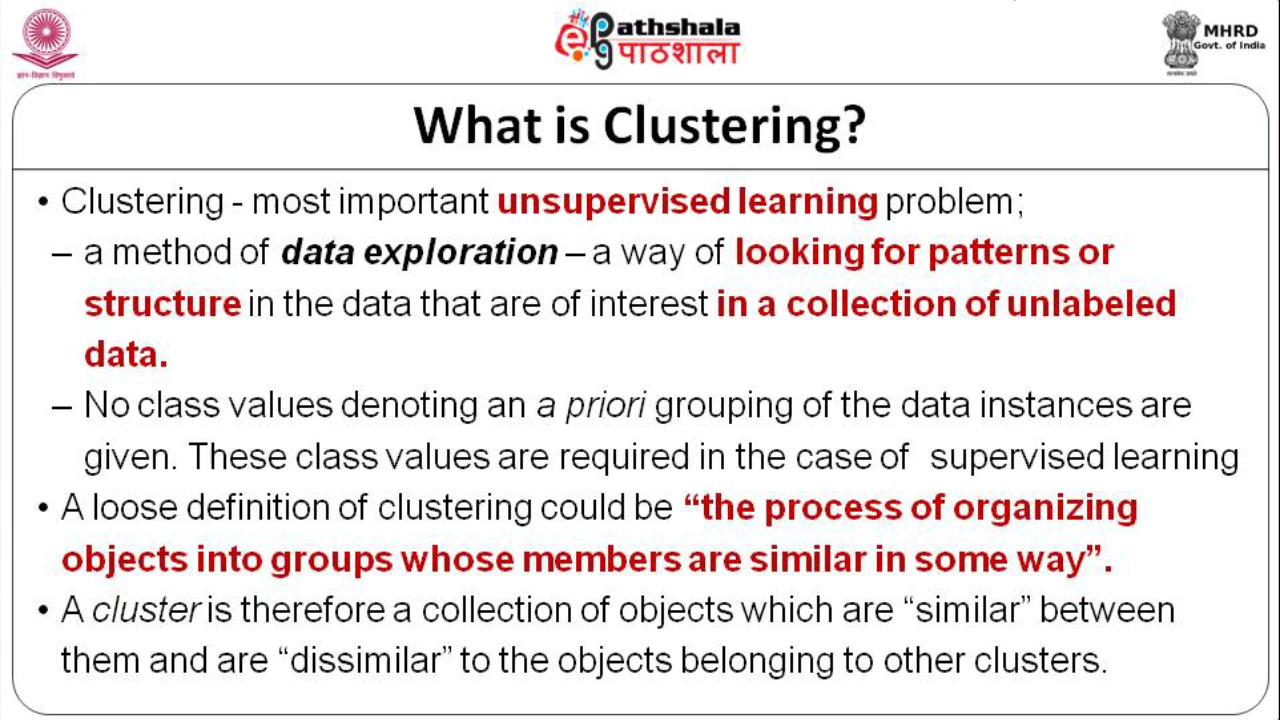 ज्ञान-विज्ञान विमुक्तये
ePathshala
पाठशाला
MHRD
Govt. of India
सत्यमेव जयते
What is Clustering?
• Clustering - most important unsupervised learning problem;
– a method of data exploration – a way of looking for patterns or
structure in the data that are of interest in a collection of unlabeled
data.
– No class values denoting an a priori grouping of the data instances are
given. These class values are required in the case of supervised learning
• A loose definition of clustering could be “the process of organizing
objects into groups whose members are similar in some way”.
• A cluster is therefore a collection of objects which are “similar” between
them and are “dissimilar” to the objects belonging to other clusters.